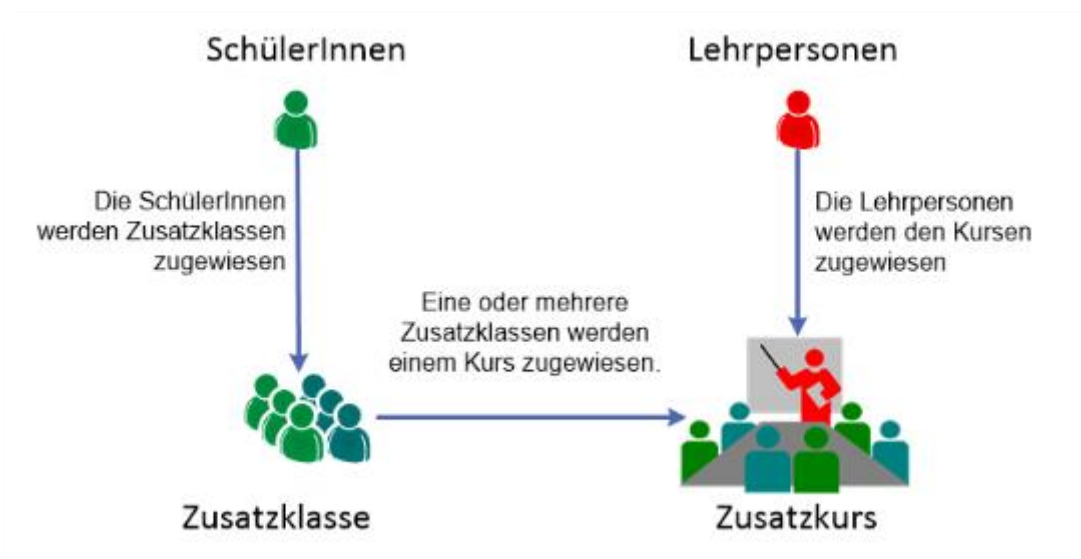 SchülerInnen
Lehrpersonen
Die SchülerInnen
werden Zusatzklassen
zugewiesen
Die Lehrpersonen
werden den Kursen
zugewiesen
Eine oder mehrere
Zusatzklassen werden
einem Kurs zugewiesen.
Zusatzklasse
Zusatzkurs